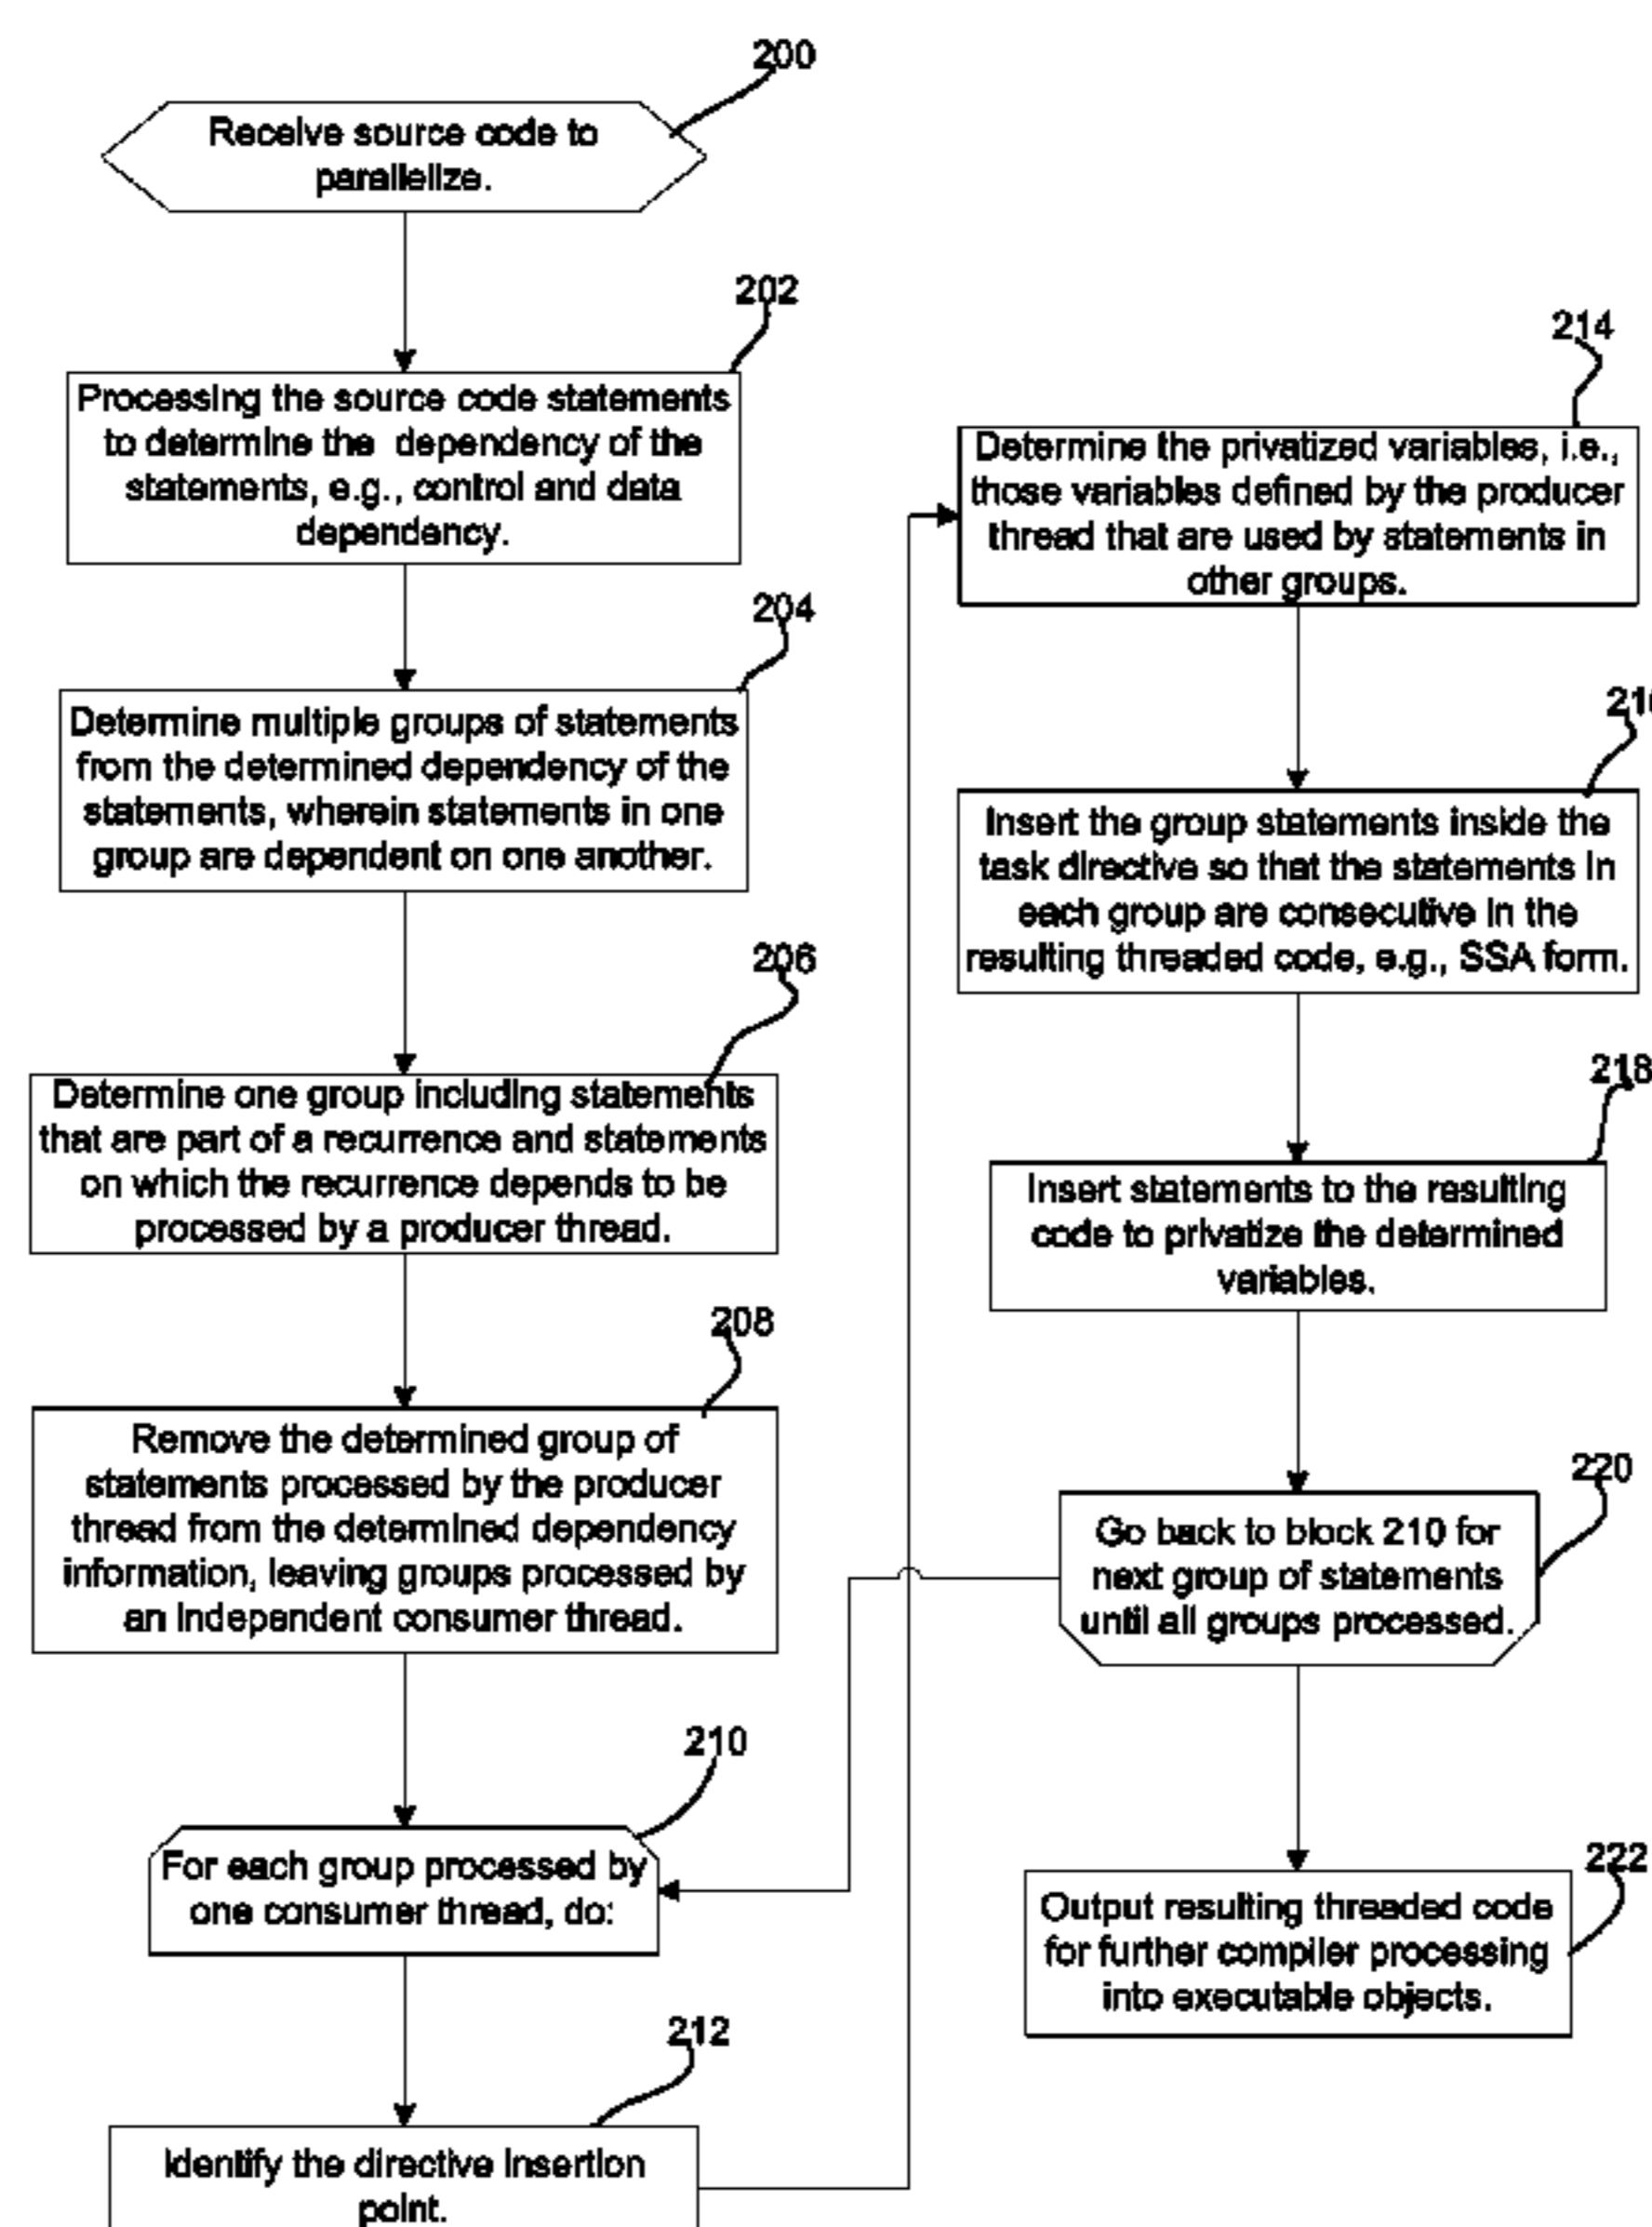 200
Receive source code to
parallelize.
202
Processing the source code statements
to determine the dependency of the
statements, e.g., control and data
dependency.
204
Determine multiple groups of statements
from the determined dependency of the
statements, wherein statements in one
group are dependent on one another.
206
Determine one group including statements
that are part of a recurrence and statements
on which the recurrence depends to be
processed by a producer thread.
208
Remove the determined group of
statements processed by the producer
thread from the determined dependency
information, leaving groups processed by
an independent consumer thread.
210
For each group processed by
one consumer thread, do:
212
Identify the directive insertion
point.
214
Determine the privatized variables, i.e.,
those variables defined by the producer
thread that are used by statements in
other groups.
216
Insert the group statements inside the
task directive so that the statements in
each group are consecutive in the
resulting threaded code, e.g., SSA form.
218
Insert statements to the resulting
code to privatize the determined
variables.
220
Go back to block 210 for
next group of statements
until all groups processed.
222
Output resulting threaded code
for further compiler processing
into executable objects.